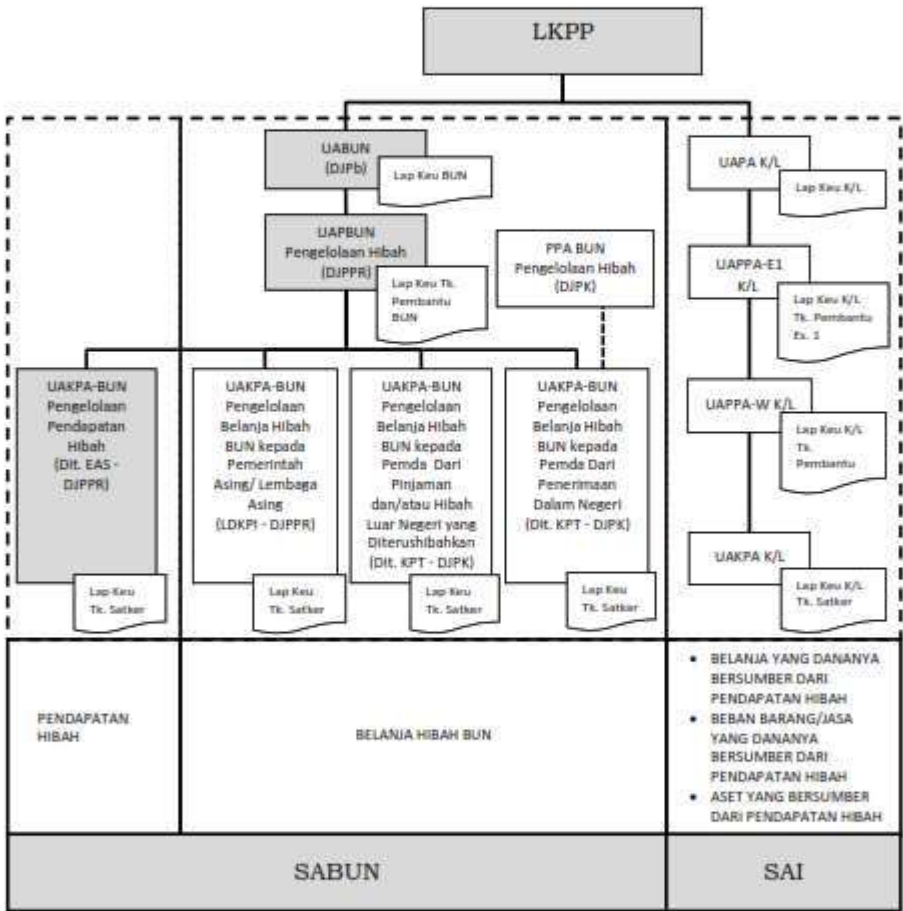 LKPP
UABUN
(DJPb)
Lap Keu BUN
UAPBUN
Pengelolaan Hibah
(DJPPR)
Lap Keu Tk.
Pembantu
BUN
PPA BUN
Pengelolaan Hibah
(DJPK)
UAPA K/L
Lap Keu K/L
UAPPA-E1
K/L
Lap Keu K/L
Tk. Pembantu
Es. 1
UAPPA-W K/L
Lap Keu K/L
Tk.
Pembantu
UAKPA K/L
Lap Keu K/L
Tk. Satker
UAKPA-BUN
Pengelolaan
Pendapatan
Hibah
(Dit. EAS -
DJPPR)
Lap Keu
Tk. Satker
UAKPA-BUN
Pengelolaan
Belanja Hibah
BUN kepada
Pemerintah
Asing/ Lembaga
Asing
(LDKPI - DJPPR)
Lap Keu
Tk. Satker
UAKPA-BUN
Pengelolaan
Belanja Hibah
BUN kepada
Pemda Dari
Pinjaman
dan/atau Hibah
Luar Negeri yang
Diterushibahkan
(Dit. KPT - DJPK)
Lap Keu
Tk. Satker
UAKPA-BUN
Pengelolaan
Belanja Hibah
BUN kepada
Pemda Dari
Penerimaan
Dalam Negeri
(Dit. KPT - DJPK)
Lap Keu
Tk. Satker
PENDAPATAN
HIBAH
BELANJA HIBAH BUN
• BELANJA YANG DANANYA
BERSUMBER DARI
PENDAPATAN HIBAH
• BEBAN BARANG/JASA
YANG DANANYA
BERSUMBER DARI
PENDAPATAN HIBAH
• ASET YANG BERSUMBER
DARI PENDAPATAN HIBAH
SABUN
SAI